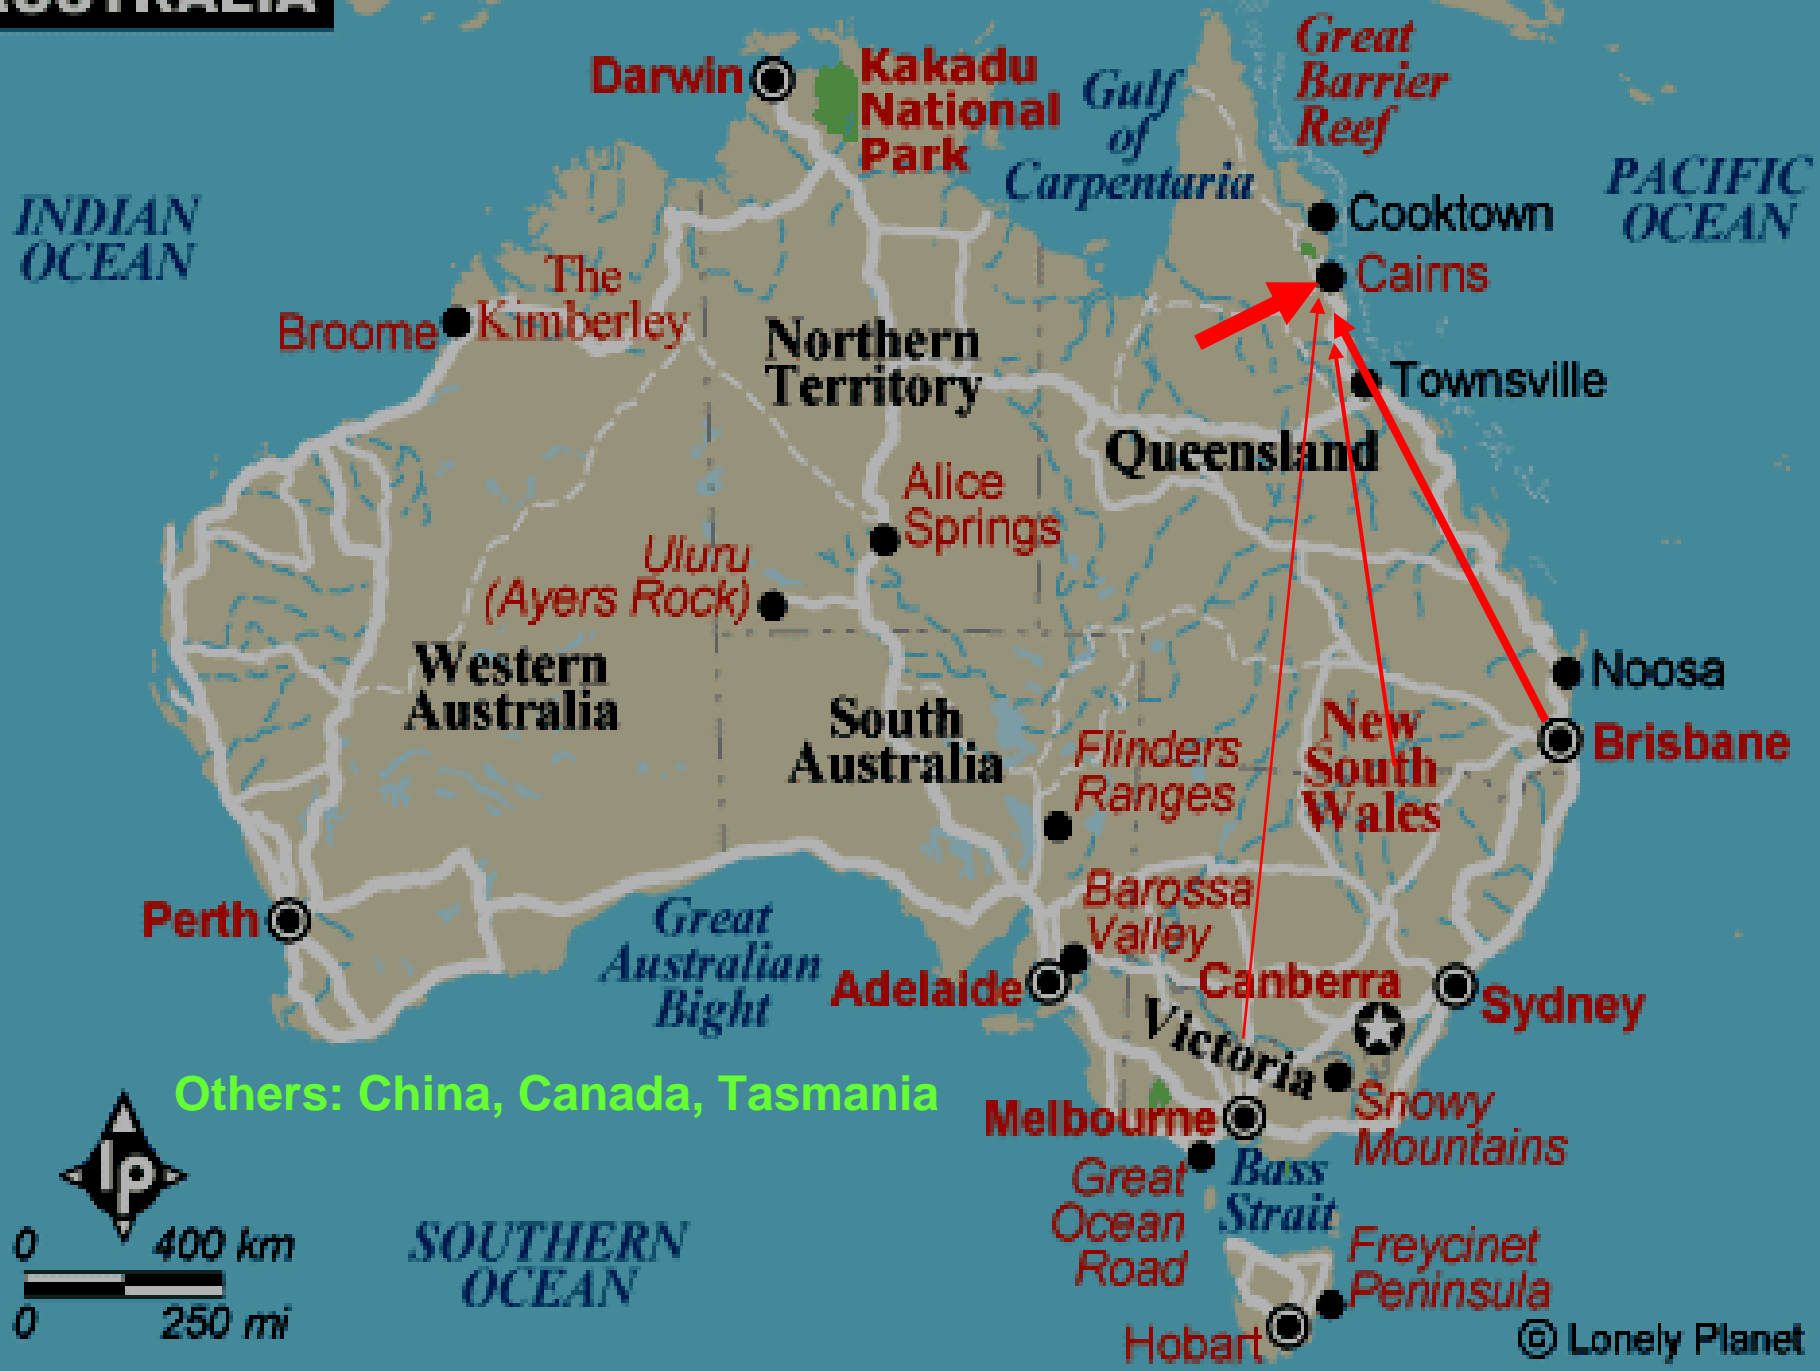 AUSTRALIA
Darwin
Kakadu
National
Park
Gulf
of
Carpentaria
Great
Barrier
Reef
PACIFIC
OCEAN
INDIAN
OCEAN
Cooktown
Cairns
The
Kimberley
Broome
Northern
Territory
Townsville
Queensland
Alice
Springs
Uluru
(Ayers Rock)
Western
Australia
South
Australia
Flinders
Ranges
New
South
Wales
Noosa
Brisbane
Perth
Great
Australian
Bight
Barossa
Valley
Adelaide
Canberra
Sydney
Victoria
Others: China, Canada, Tasmania
Melbourne
Snowy
Mountains
Great
Ocean
Road
Bass
Strait
lp
0 400 km
0 250 mi
SOUTHERN
OCEAN
Freycinet
Peninsula
Hobart
© Lonely Planet